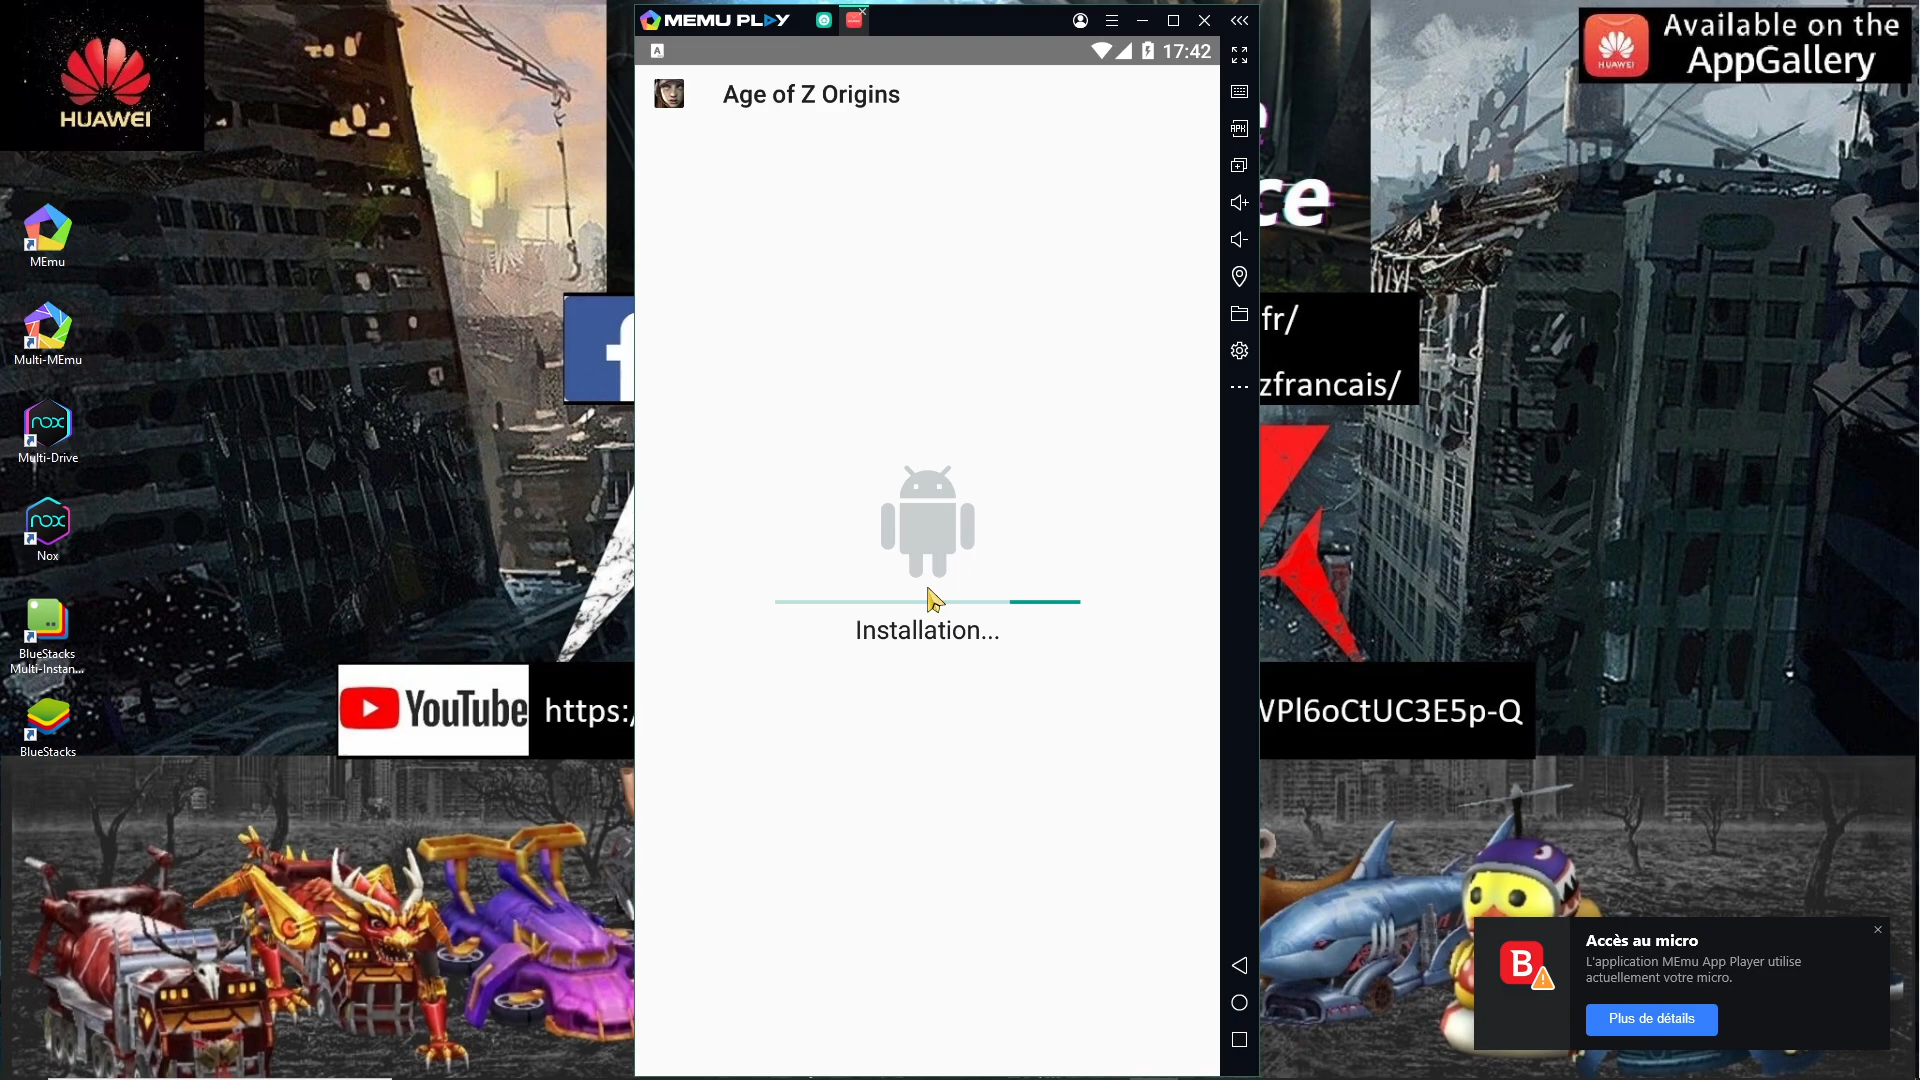 HUAWEI
MEmu
Multi-MEmu
Multi-Drive
nox
Nox
BlueStacks
Multi-Instan...
BlueStacks
YouTube
https:/
MEMU PLAY
17:42
Age of Z Origins
Installation...
APK
ce
fr/
zfrancais/
VPl6oCtUC3E5p-Q
HUAWEI
Available on the
AppGallery
B
Accès au micro
L'application MEmu App Player utilise
actuellement votre micro.
Plus de détails